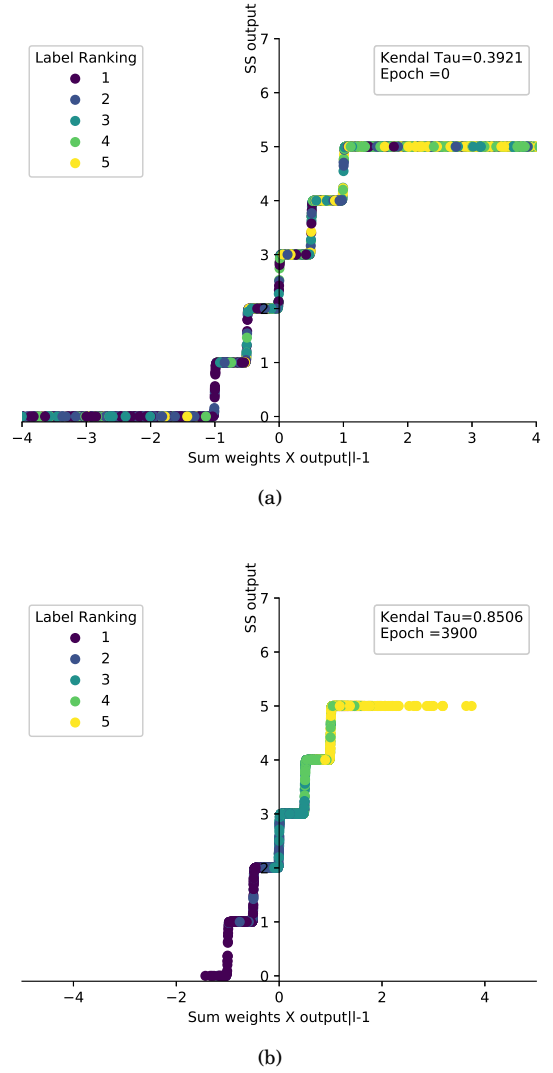 SS output
7
6
5
4
3
2
1
0
Label Ranking
1
2
3
4
5
Kendal Tau=0.3921
Epoch =0
−4 −3 −2 −1 0 1 2 3 4
Sum weights X output|l-1
(a)
SS output
7
6
5
4
3
2
1
0
Label Ranking
1
2
3
4
5
Kendal Tau=0.8506
Epoch =3900
−4 −2 0 2 4
Sum weights X output|l-1
(b)